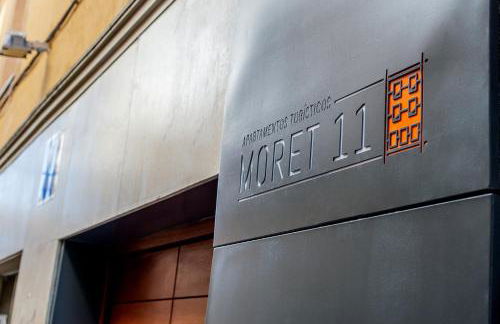 APARTAMENTOS TURÍSTICOS
MORET 11